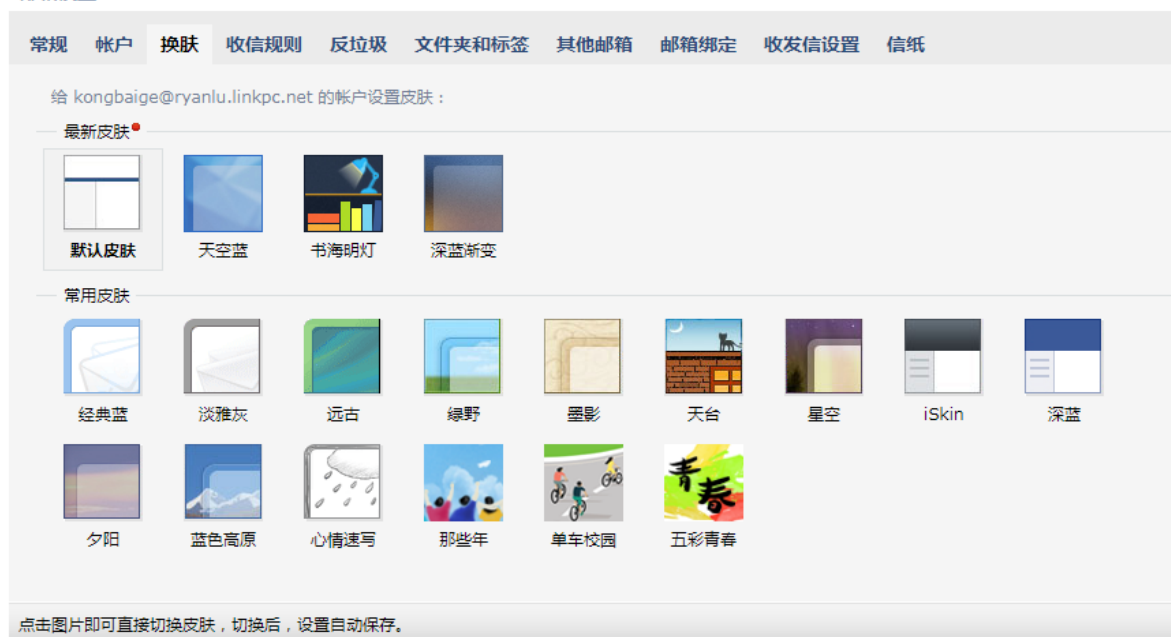 常规 帐户 换肤 收信规则 反垃圾 文件夹和标签 其他邮箱 邮箱绑定 收发信设置 信纸
给 kongbaige@ryanlu.linkpc.net 的帐户设置皮肤：
最新皮肤
默认皮肤 天空蓝 书海明灯 深蓝渐变
常用皮肤
经典蓝 淡雅灰 远古 绿野 墨影 天台 星空 iSkin 深蓝
青春
夕阳 蓝色高原 心情速写 那些年 单车校园 五彩青春
点击图片即可直接切换皮肤，切换后，设置自动保存。